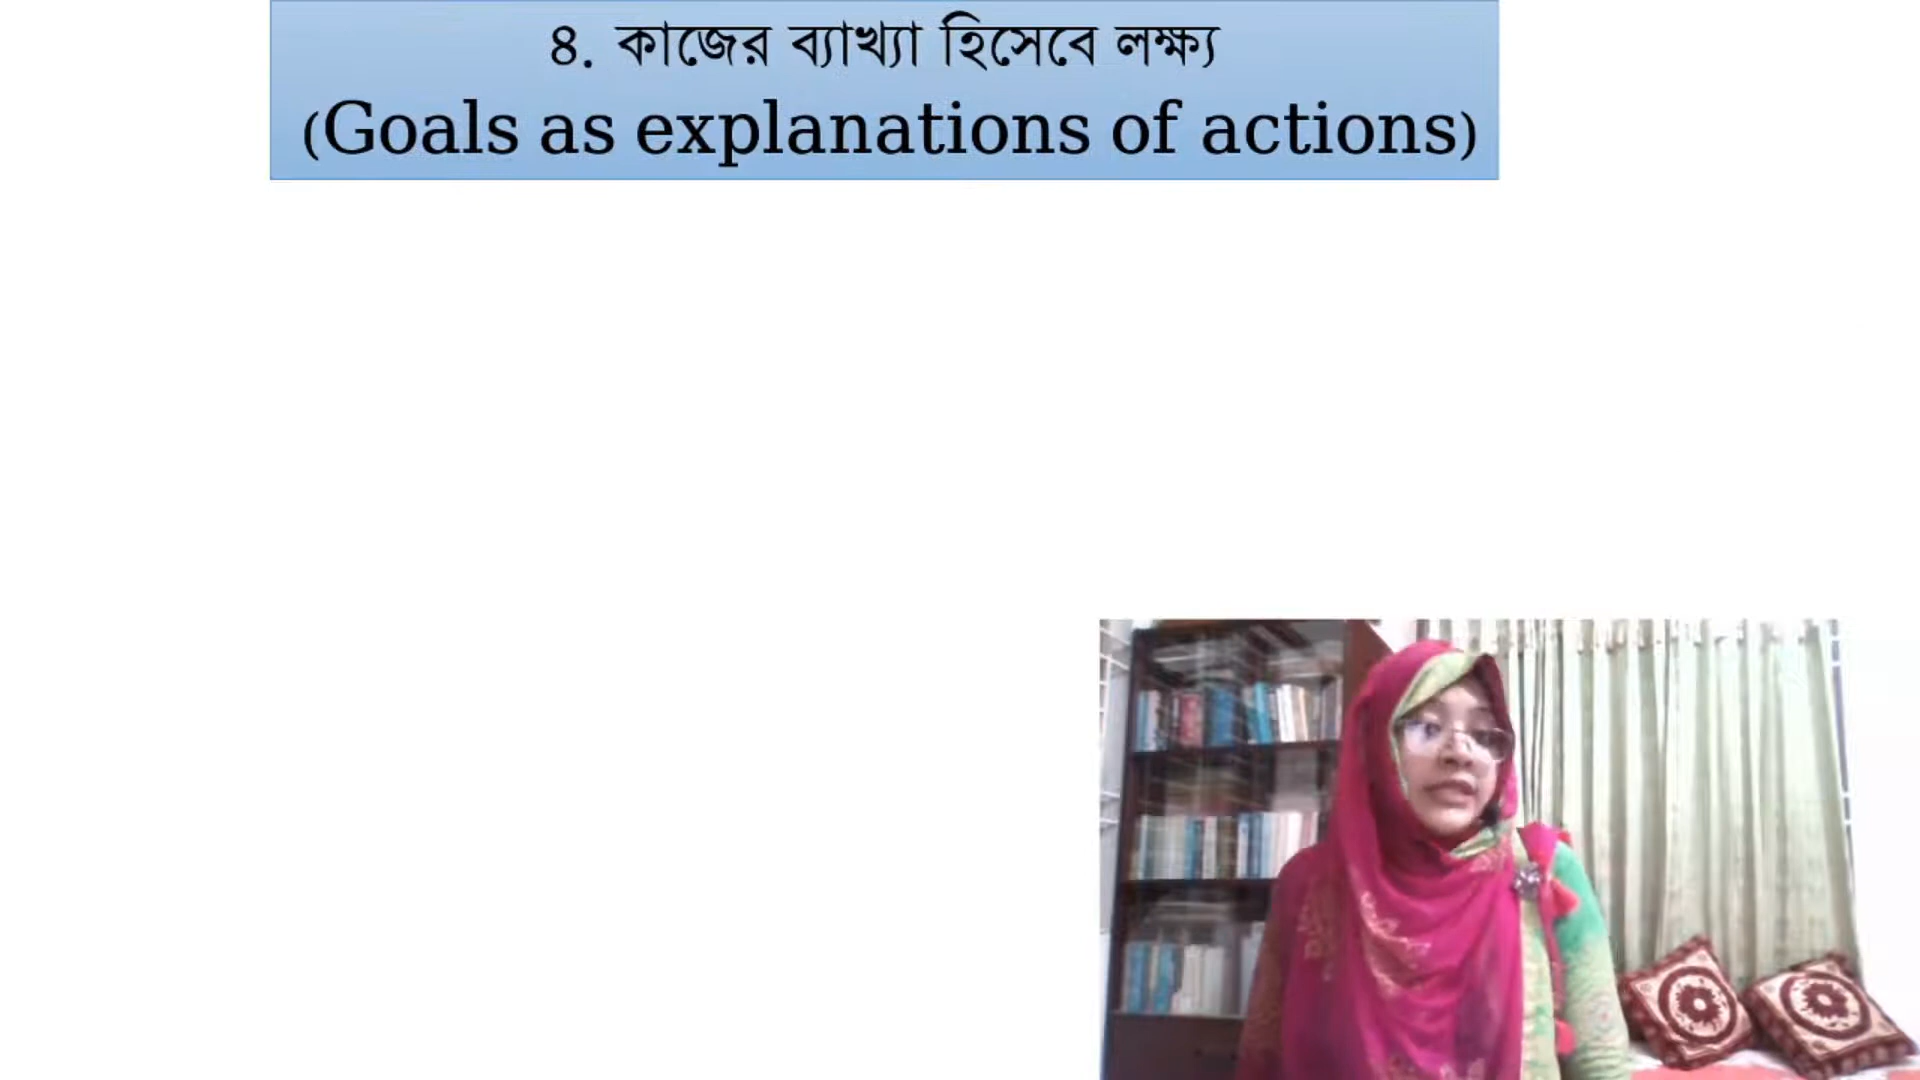 ৪. কাজের ব্যাখ্যা হিসেবে লক্ষ্য
(Goals as explanations of actions)